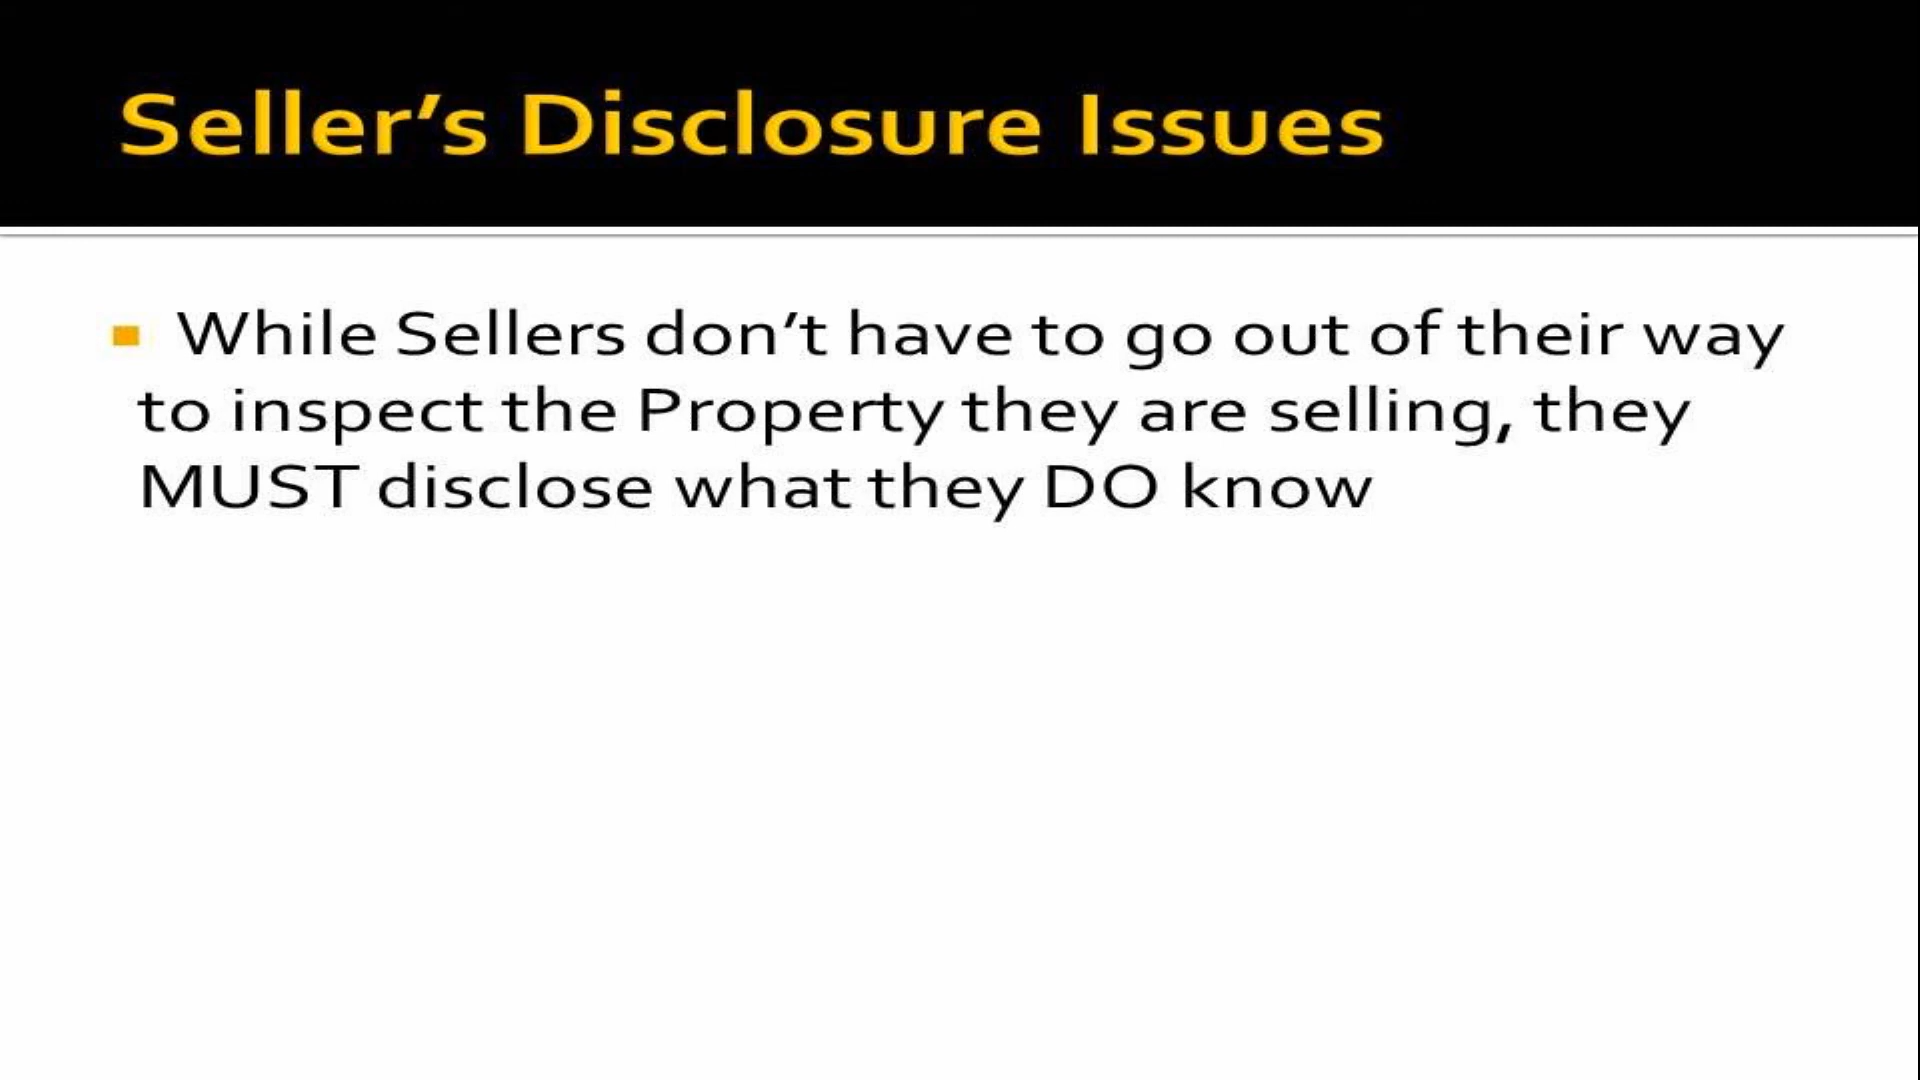 Seller’s Disclosure Issues
While Sellers don’t have to go out of their way
to inspect the Property they are selling, they
MUST disclose what they DO know